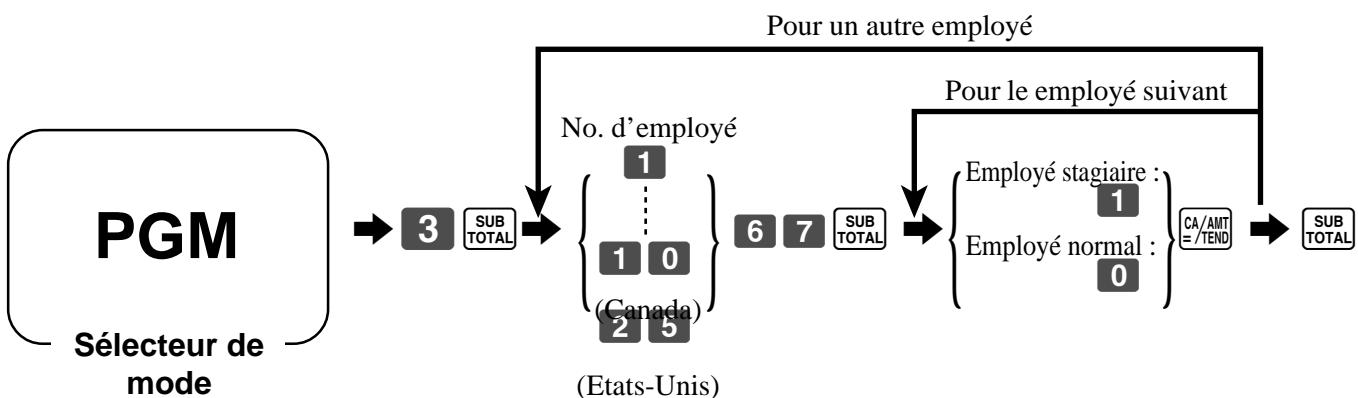 Pour un autre employé
Pour le employé suivant
No. d’employé
1
1 0
(Canada)
2 5
(Etats-Unis)
PGM
Sélecteur de
mode
3 SUB TOTAL
6 7 SUB TOTAL
Employé stagiaire :
1
Employé normal :
0
CA/AMT
= /TEND
SUB
TOTAL